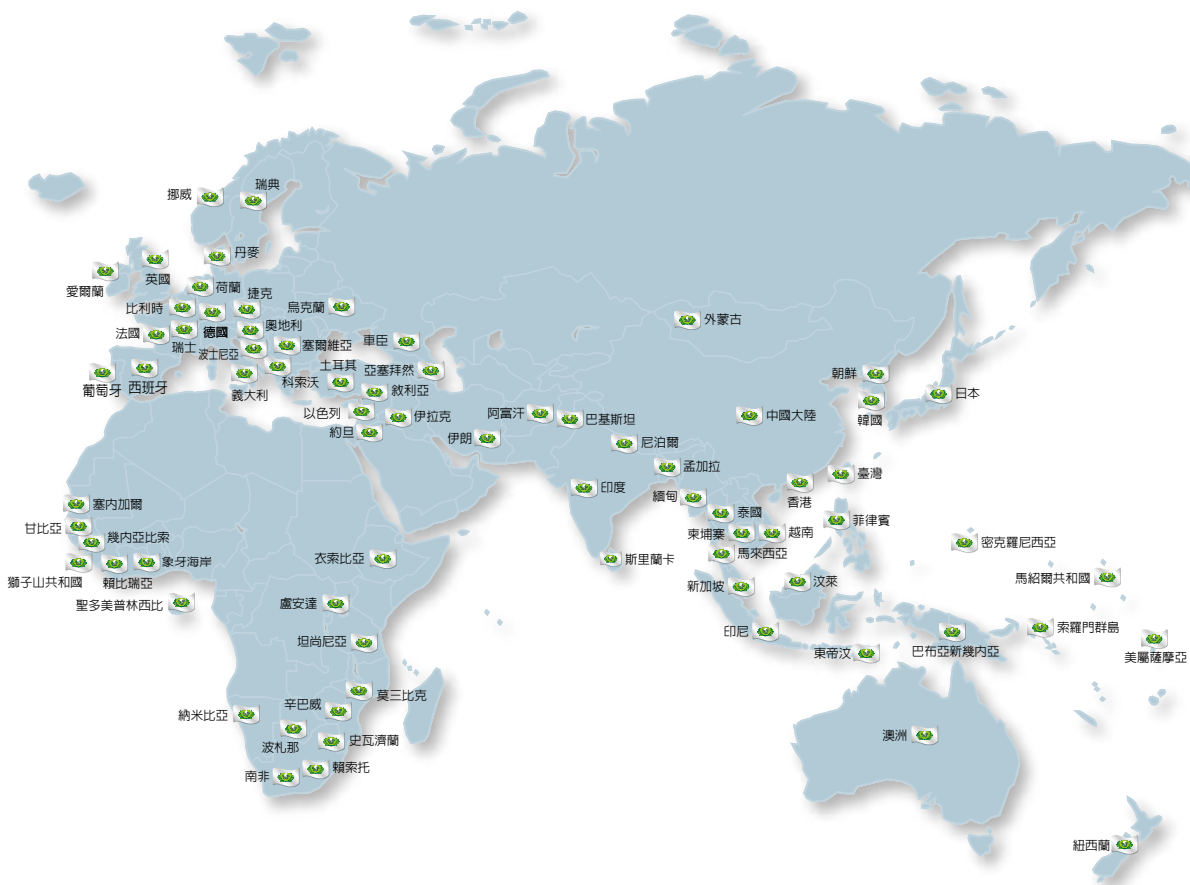 瑞典
挪威
丹麥
英國
愛爾蘭
荷蘭
捷克
比利時
烏克蘭
法國
德國
奧地利
瑞士
波士尼亞
塞爾維亞
車臣
外蒙古
葡萄牙
西班牙
義大利
科索沃
土耳其
亞塞拜然
敘利亞
朝鮮
日本
韓國
以色列
伊拉克
阿富汗
巴基斯坦
中國大陸
約旦
伊朗
尼泊爾
孟加拉
臺灣
印度
緬甸
香港
塞內加爾
泰國
菲律賓
甘比亞
幾內亞比索
柬埔寨
越南
密克羅尼西亞
獅子山共和國
賴比瑞亞
象牙海岸
衣索比亞
斯里蘭卡
馬來西亞
新加坡
汶萊
馬紹爾共和國
聖多美普林西比
盧安達
印尼
索羅門群島
坦尚尼亞
東帝汶
巴布亞新幾內亞
美屬薩摩亞
莫三比克
辛巴威
納米比亞
波札那
史瓦濟蘭
澳洲
南非
賴索托
紐西蘭